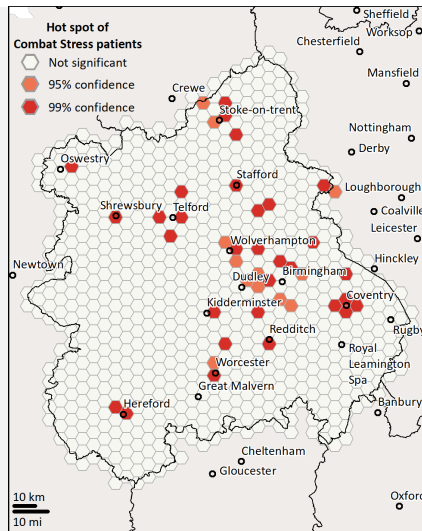 Hot spot of
Combat Stress patients
Not significant
95% confidence
99% confidence
Sheffield
Worksop
Chesterfield
Mansfield
Crewe
Stoke-on-trent
Nottingham
Derby
Oswestry
Stafford
Loughborough
Shrewsbury
Telford
Coalville
Leicester
Wolverhampton
Newtown
Hinckley
Dudley
Birmingham
Coventry
Kidderminster
Rugby
Redditch
Royal
Leamington
Spa
Worcester
Great Malvern
Hereford
Banbury
Cheltenham
Gloucester
10 km
10 mi
Oxford